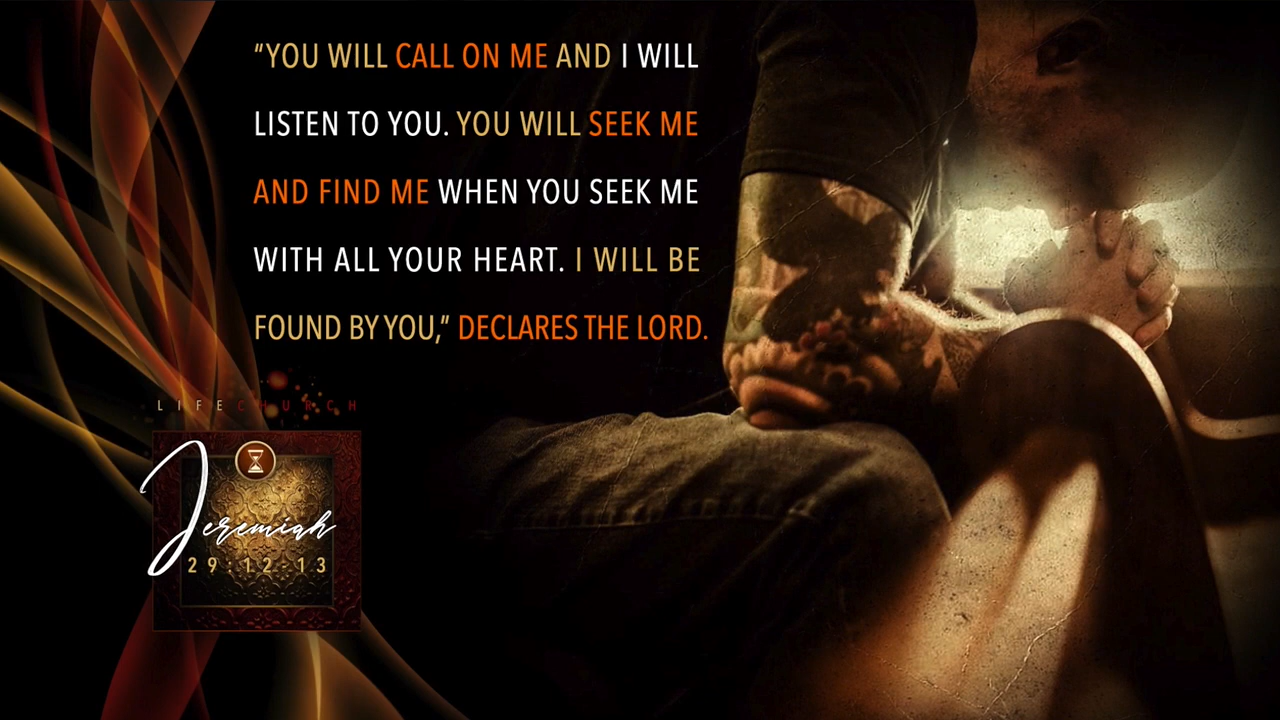 “YOU WILL CALL ON ME AND I WILL
LISTEN TO YOU. YOU WILL SEEK ME
AND FIND ME WHEN YOU SEEK ME
WITH ALL YOUR HEART. I WILL BE
FOUND BY YOU,” DECLARES THE LORD.
LIFECHURCH
Jeremiah
29:12-13